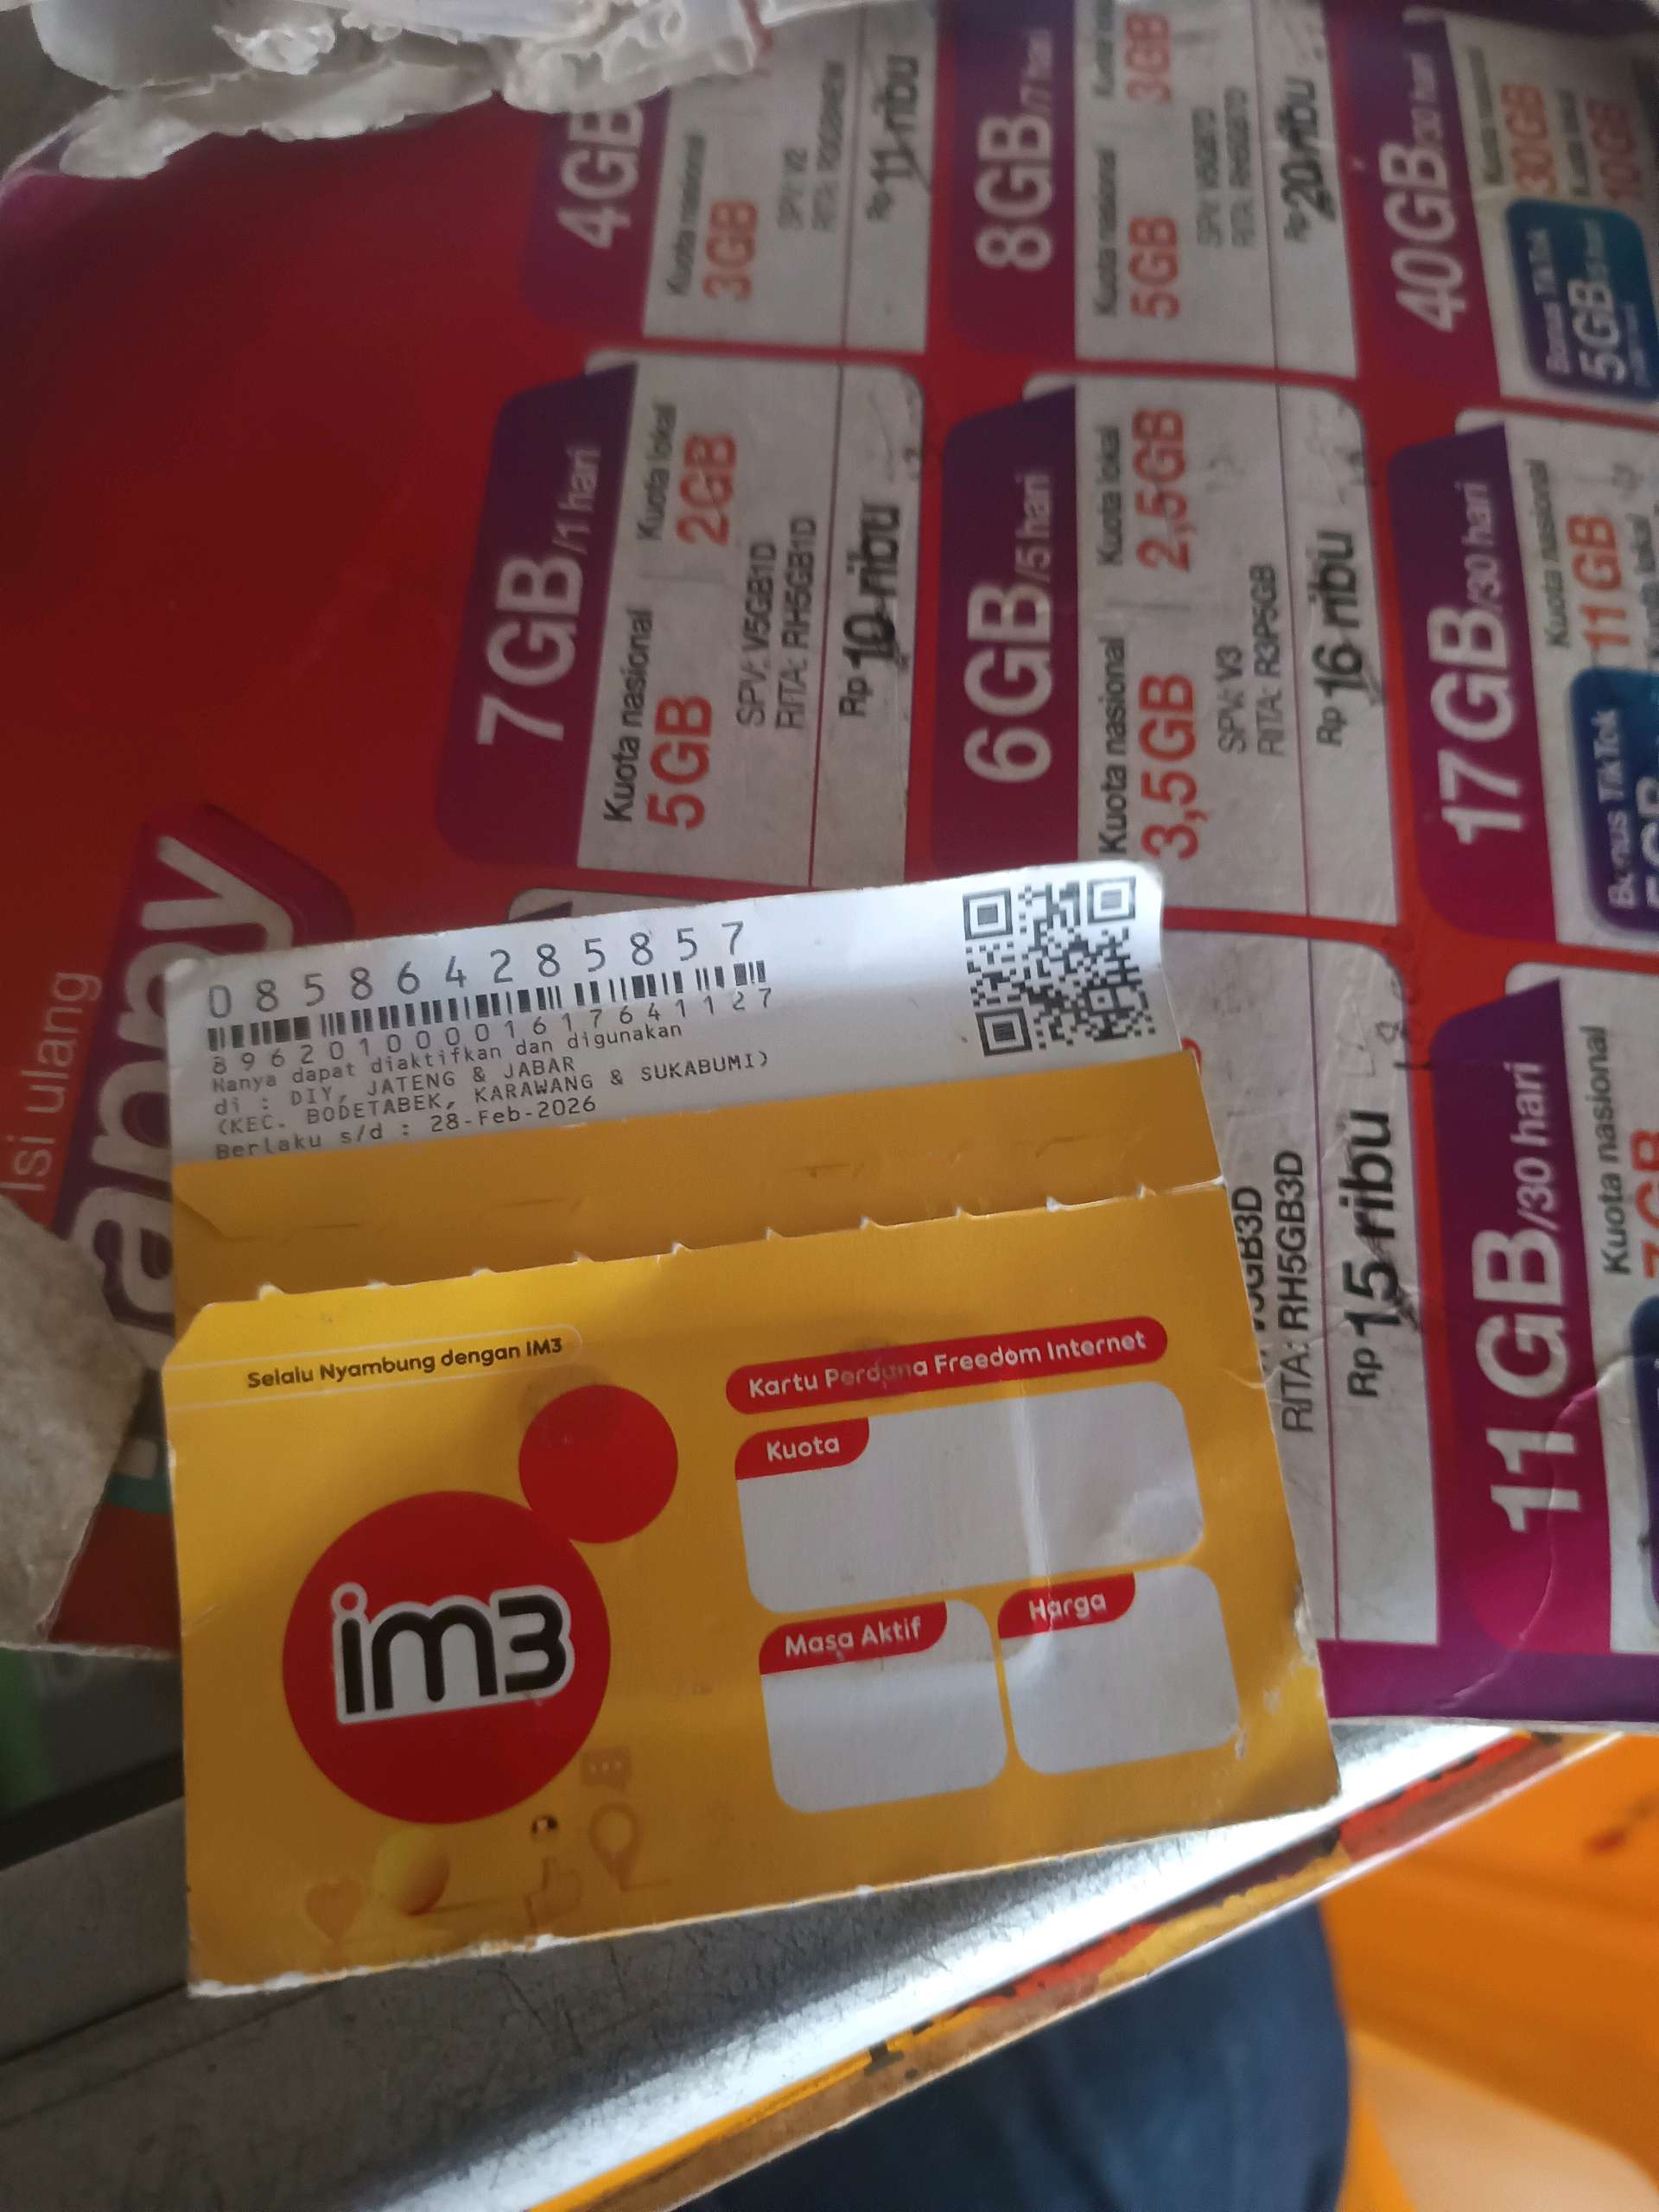 085864285857
89620100001617641127
Hanya dapat diaktifkan dan digunakan
di : DIY, JATENG & JABAR
(KEC. BODETABEK, KARAWANG & SUKABUMI)
Berlaku s/d : 28-Feb-2026
Selalu Nyambung dengan IM3
im3
Kartu Perdana Freedom Internet
Kuota
Masa Aktif
Harga
Isi ulang
4GB
Kuota nasional
3GB
SPV: V2
Rp 11 ribu
8GB/7 hari
Kuota nasional
5GB
3GB
Rp 20 ribu
40GB/30 hari
30GB
10GB
Bonus TikTok
5GB
7GB/1 hari
Kuota nasional Kuota lokal
5GB 2GB
SPV: V5GB1D
RITA: RH5GB1D
Rp 10 ribu
6GB/5 hari
Kuota nasional Kuota lokal
3,5GB 2,5GB
SPV: V3
RITA: R3P5GB
Rp 16 ribu
17GB/30 hari
Kuota nasional
11GB
Kuota lokal
Bonus TikTok
RITA: RH5GB3D
Rp 15 ribu
11GB/30 hari
Kuota nasional